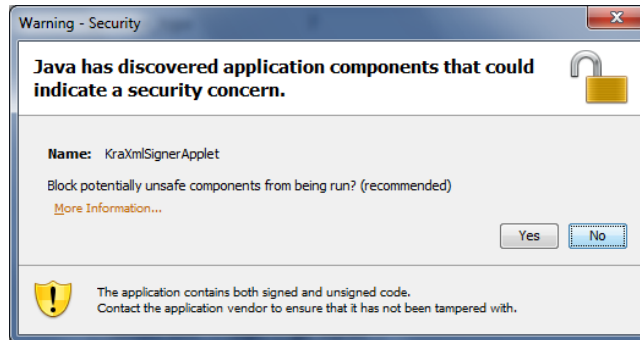 Warning - Security
Java has discovered application components that could
indicate a security concern.
Name: KraXmlSignerApplet
Block potentially unsafe components from being run? (recommended)
More Information...
Yes No
The application contains both signed and unsigned code.
Contact the application vendor to ensure that it has not been tampered with.